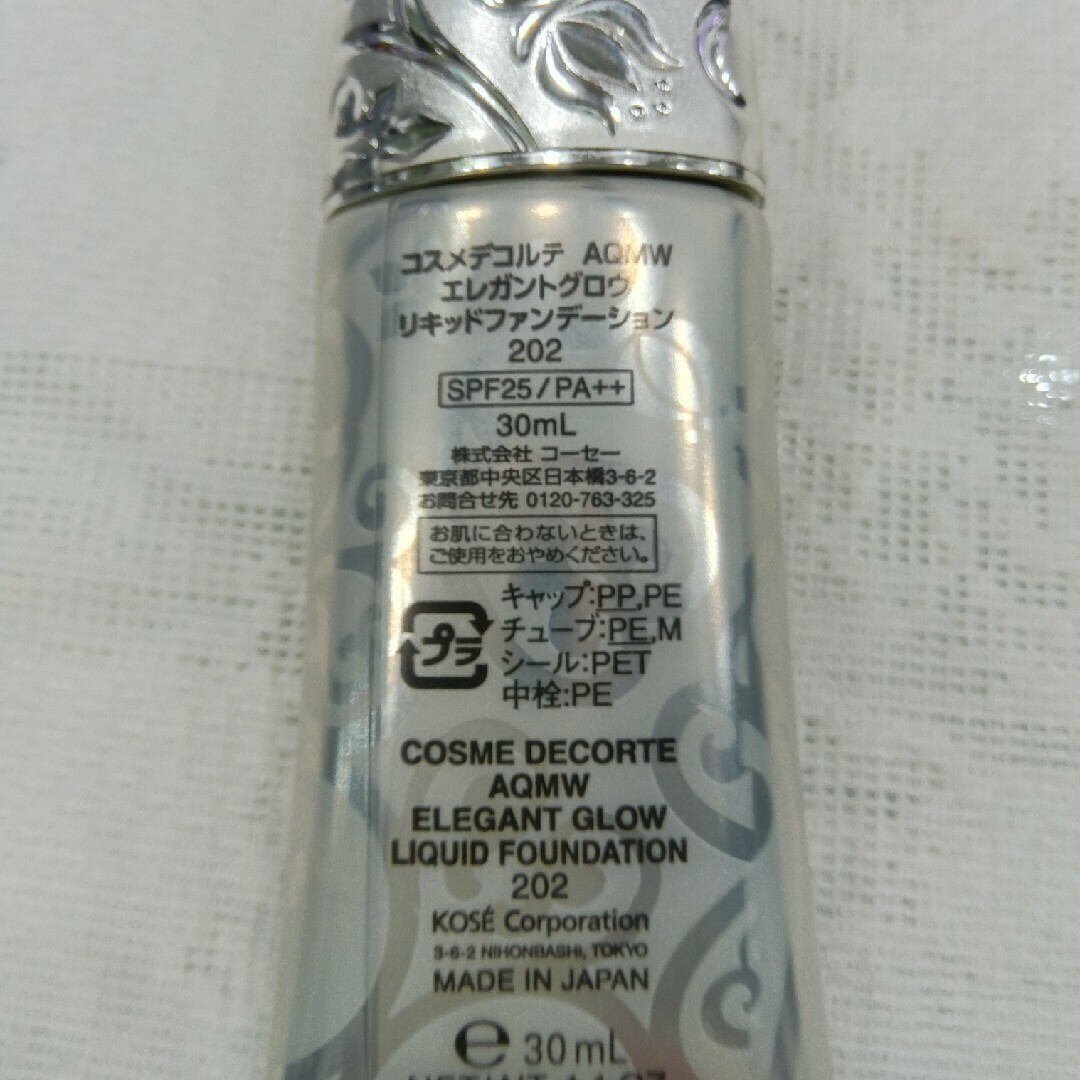 コスメデコルテ AQMW
エレガントグロウ
リキッドファンデーション
202
SPF25/PA++
30mL
株式会社 コーセー
東京都中央区日本橋3-6-2
お問合せ先 0120-763-325
お肌に合わないときは、
ご使用をおやめください。
キャップ:PP,PE
チューブ:PE,M
プラ
シール:PET
中栓:PE
COSME DECORTE
AQMW
ELEGANT GLOW
LIQUID FOUNDATION
202
KOSÉ Corporation
3-6-2 NIHONBASHI, TOKYO
MADE IN JAPAN
e 30mL